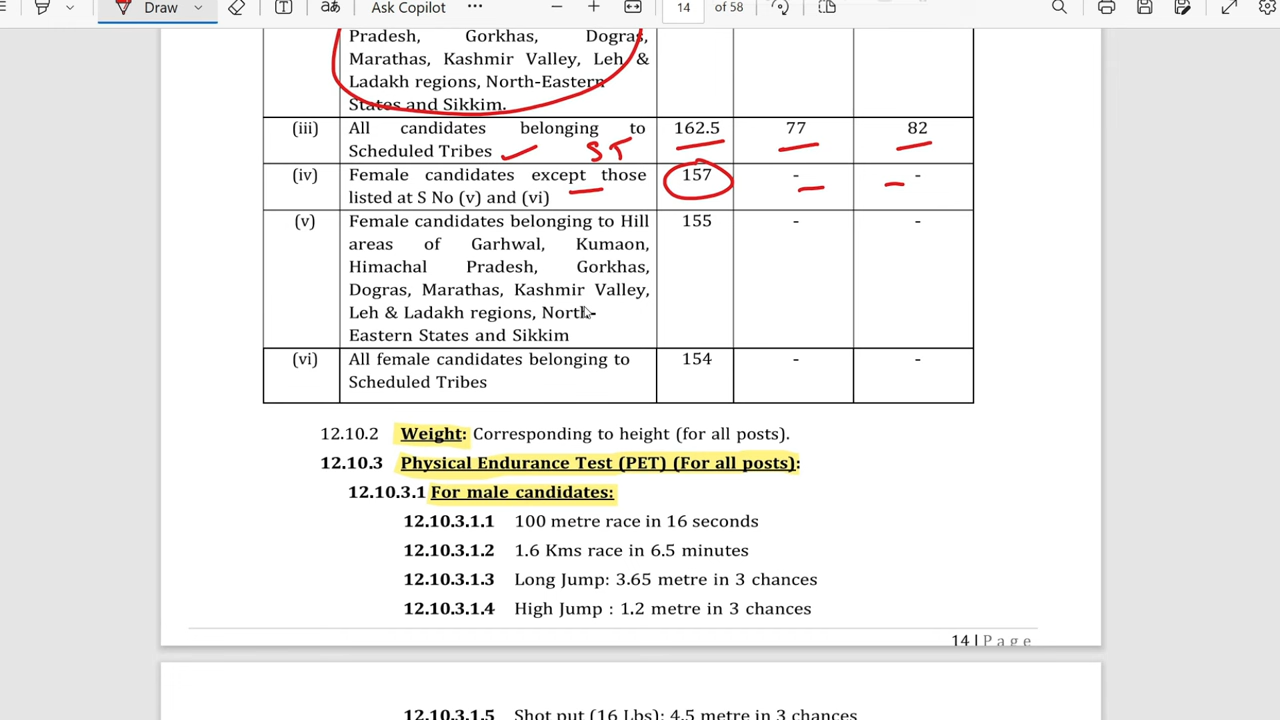 Draw
T
aあ
Ask Copilot
14 of 58
Pradesh, Gorkhas, Dogras,
Marathas, Kashmir Valley, Leh &
Ladakh regions, North-Eastern
States and Sikkim.
(iii) All candidates belonging to 162.5 77 82
Scheduled Tribes ST
(iv) Female candidates except those 157 - -
listed at S No (v) and (vi)
(v) Female candidates belonging to Hill 155 - -
areas of Garhwal, Kumaon,
Himachal Pradesh, Gorkhas,
Dogras, Marathas, Kashmir Valley,
Leh & Ladakh regions, North-
Eastern States and Sikkim
(vi) All female candidates belonging to 154 - -
Scheduled Tribes
12.10.2 Weight: Corresponding to height (for all posts).
12.10.3 Physical Endurance Test (PET) (For all posts):
12.10.3.1 For male candidates:
12.10.3.1.1 100 metre race in 16 seconds
12.10.3.1.2 1.6 Kms race in 6.5 minutes
12.10.3.1.3 Long Jump: 3.65 metre in 3 chances
12.10.3.1.4 High Jump : 1.2 metre in 3 chances
14 | P a g e
12.10.3.1.5 Shot put (16 Lbs): 4.5 metre in 3 chances